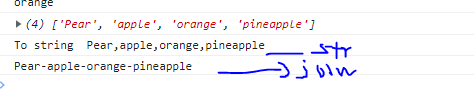 orange
(4) ['Pear', 'apple', 'orange', 'pineapple']
To string  Pear,apple,orange,pineapple str
Pear-apple-orange-pineapple join